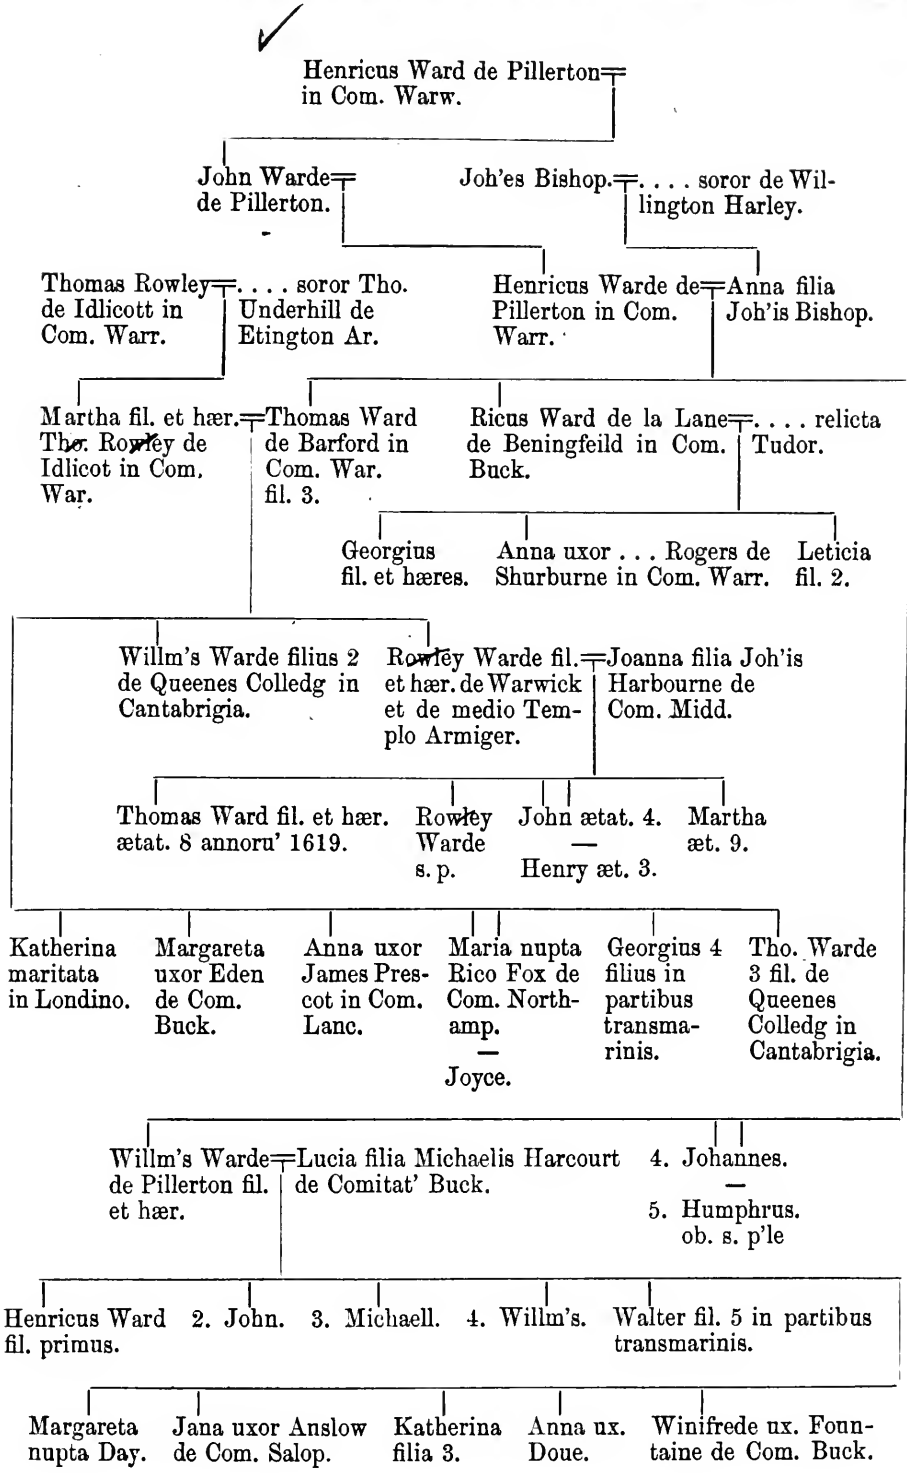 Henricus Ward de Pillerton
in Com. Warw.
John Warde
de Pillerton.
Joh'es Bishop.
. . . . soror de Wil-
lington Harley.
Thomas Rowley
de Idlicott in
Com. Warr.
. . . . soror Tho.
Underhill de
Etington Ar.
Henricus Warde de
Pillerton in Com.
Warr.
Anna filia
Joh'is Bishop.
Martha fil. et hær.
Tho. Rowley de
Idlicot in Com.
War.
Thomas Ward
de Barford in
Com. War.
fil. 3.
Ricus Ward de la Lane
de Beningfeild in Com.
Buck.
. . . . relicta
Tudor.
Georgius
fil. et hæres.
Anna uxor . . . Rogers de
Shurburne in Com. Warr.
Leticia
fil. 2.
Willm's Warde filius 2
de Queenes Colledg in
Cantabrigia.
Rowley Warde fil.
et hær. de Warwick
et de medio Tem-
plo Armiger.
Joanna filia Joh'is
Harbourne de
Com. Midd.
Thomas Ward fil. et hær.
ætat. 8 annoru' 1619.
Rowley
Warde
s. p.
John ætat. 4.
—
Henry æt. 3.
Martha
æt. 9.
Katherina
maritata
in Londino.
Margareta
uxor Eden
de Com.
Buck.
Anna uxor
James Pres-
cot in Com.
Lanc.
Maria nupta
Rico Fox de
Com. North-
amp.
—
Joyce.
Georgius 4
filius in
partibus
transma-
rinis.
Tho. Warde
3 fil. de
Queenes
Colledg in
Cantabrigia.
Willm's Warde
de Pillerton fil.
et hær.
Lucia filia Michaelis Harcourt
de Comitat' Buck.
4. Johannes.
—
5. Humphrus.
ob. s. p'le
Henricus Ward
fil. primus.
2. John.
3. Michaell.
4. Willm's.
Walter fil. 5 in partibus
transmarinis.
Margareta
nupta Day.
Jana uxor Anslow
de Com. Salop.
Katherina
filia 3.
Anna ux.
Doue.
Winifrede ux. Foun-
taine de Com. Buck.